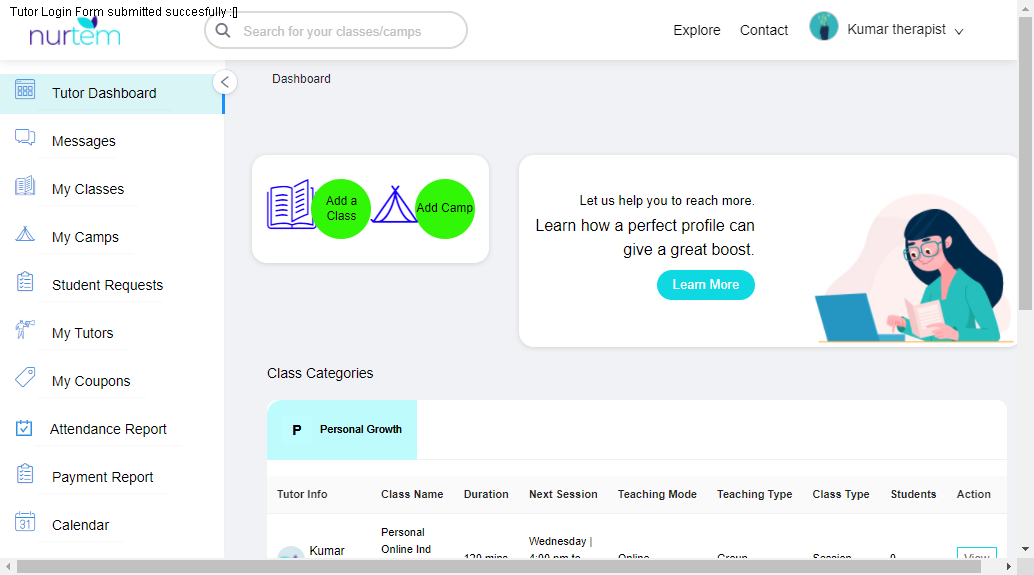 Tutor Login Form submitted succesfully :[]
nurtem
Search for your classes/camps
Explore
Contact
Kumar therapist
Tutor Dashboard
Messages
My Classes
My Camps
Student Requests
My Tutors
My Coupons
Attendance Report
Payment Report
31
Calendar
Dashboard
Add a
Class
Add Camp
Let us help you to reach more.
Learn how a perfect profile can
give a great boost.
Learn More
Class Categories
P Personal Growth
Tutor Info Class Name Duration Next Session Teaching Mode Teaching Type Class Type Students Action
Personal
Online Ind
Kumar
Wednesday |
120 mins
4:00 pm to
Online
Group
Session
View